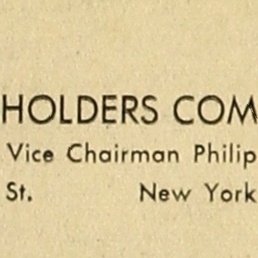 HOLDERS COM
Vice Chairman Philip
St. New York